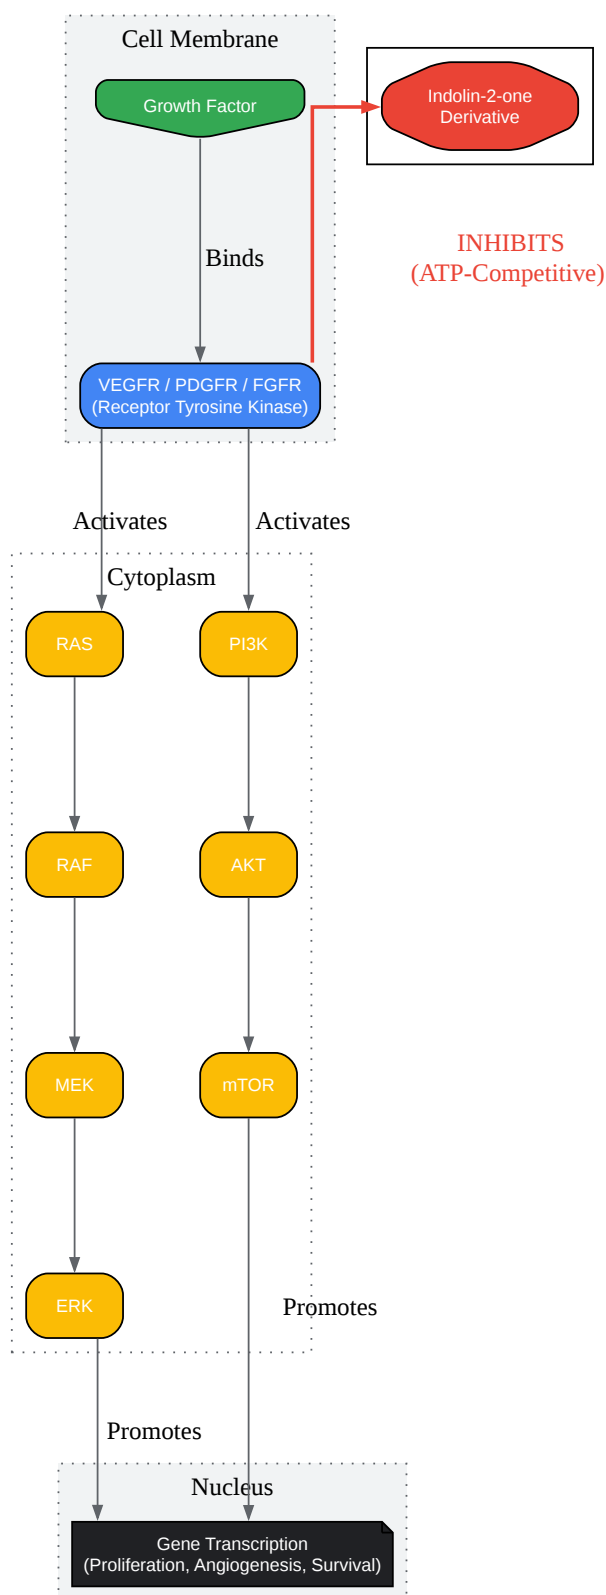 Cell Membrane
Growth Factor
Indolin-2-one
Derivative
Binds
INHIBITS
(ATP-Competitive)
VEGFR / PDGFR / FGFR
(Receptor Tyrosine Kinase)
Activates
Activates
Cytoplasm
RAS
PI3K
RAF
AKT
MEK
mTOR
ERK
Promotes
Promotes
Nucleus
Gene Transcription
(Proliferation, Angiogenesis, Survival)